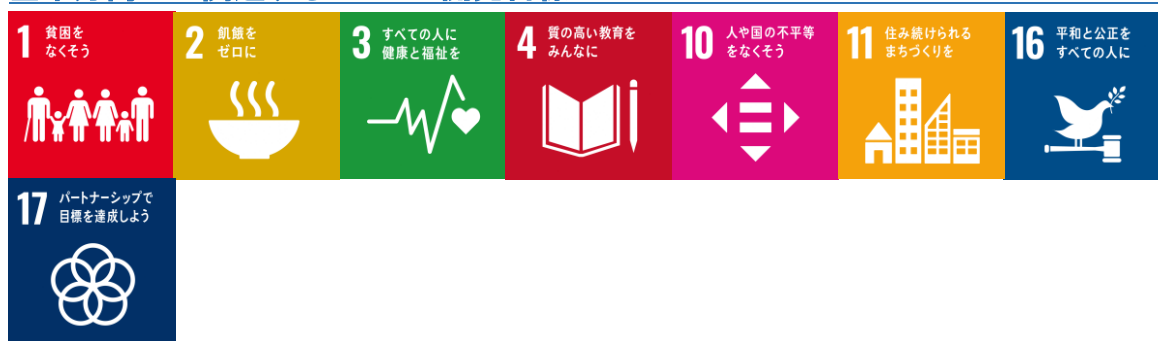 1 貧困を
なくそう
2 飢餓を
ゼロに
3 すべての人に
健康と福祉を
4 質の高い教育を
みんなに
10 人や国の不平等
をなくそう
11 住み続けられる
まちづくりを
16 平和と公正を
すべての人に
17 パートナーシップで
目標を達成しよう